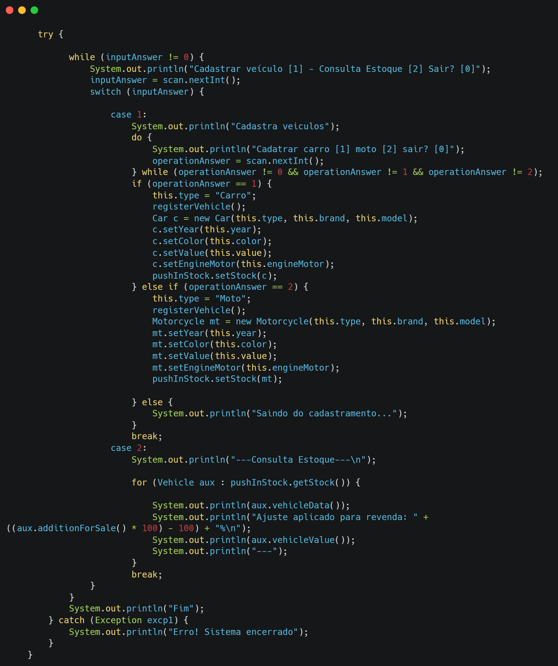 try {
while (inputAnswer != 0) {
System.out.println("Cadastrar veículo [1] - Consulta Estoque [2] Sair? [0]");
inputAnswer = scan.nextInt();
switch (inputAnswer) {
case 1:
System.out.println("Cadastra veiculos");
do {
System.out.println("Cadatrar carro [1] moto [2] sair? [0]");
operationAnswer = scan.nextInt();
} while (operationAnswer != 0 && operationAnswer != 1 && operationAnswer != 2);
if (operationAnswer == 1) {
this.type = "Carro";
registerVehicle();
Car c = new Car(this.type, this.brand, this.model);
c.setYear(this.year);
c.setColor(this.color);
c.setValue(this.value);
c.setEngineMotor(this.engineMotor);
pushInStock.setStock(c);
} else if (operationAnswer == 2) {
this.type = "Moto";
registerVehicle();
Motorcycle mt = new Motorcycle(this.type, this.brand, this.model);
mt.setYear(this.year);
mt.setColor(this.color);
mt.setValue(this.value);
mt.setEngineMotor(this.engineMotor);
pushInStock.setStock(mt);
} else {
System.out.println("Saindo do cadastramento...");
}
break;
case 2:
System.out.println("---Consulta Estoque---\n");
for (Vehicle aux : pushInStock.getStock()) {
System.out.println(aux.vehicleData());
System.out.println("Ajuste aplicado para revenda: " +
((aux.additionForSale() * 100) - 100) + "%\n");
System.out.println(aux.vehicleValue());
System.out.println("---");
}
break;
}
}
System.out.println("Fim");
} catch (Exception excp1) {
System.out.println("Erro! Sistema encerrado");
}
}